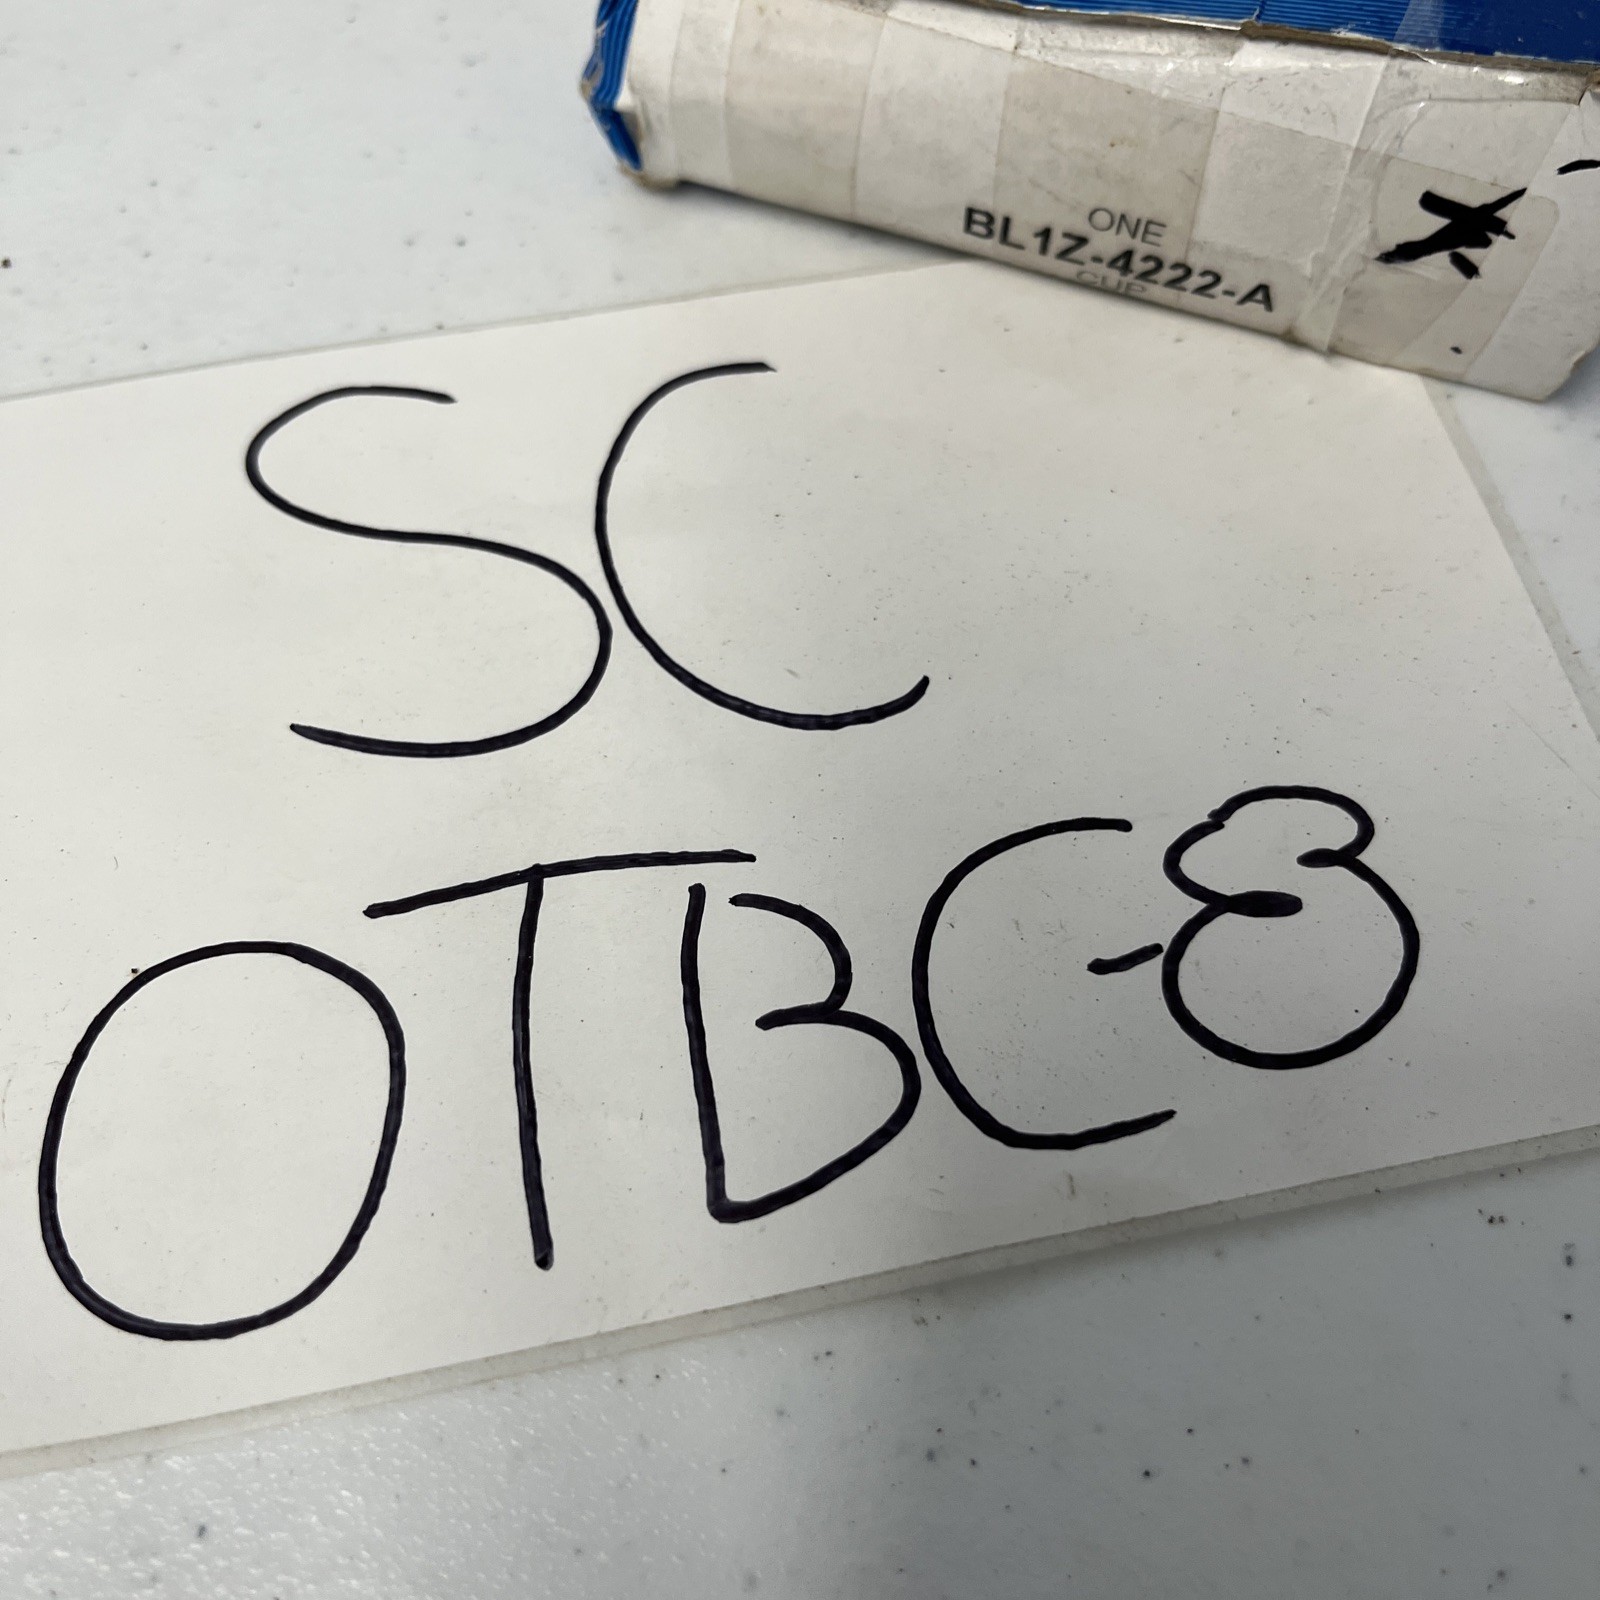 ONE
BL1Z-4222-A
CUP
SC
OTBC-8